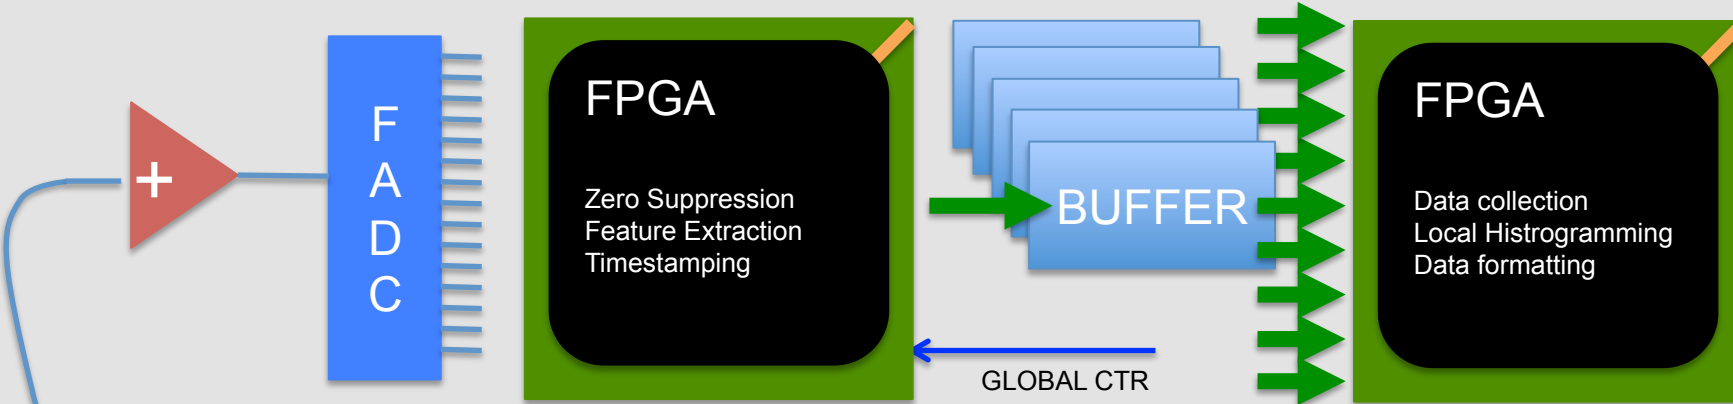 +
F
A
D
C
FPGA
Zero Suppression
Feature Extraction
Timestamping
BUFFER
GLOBAL CTR
FPGA
Data collection
Local Histrogramming
Data formatting